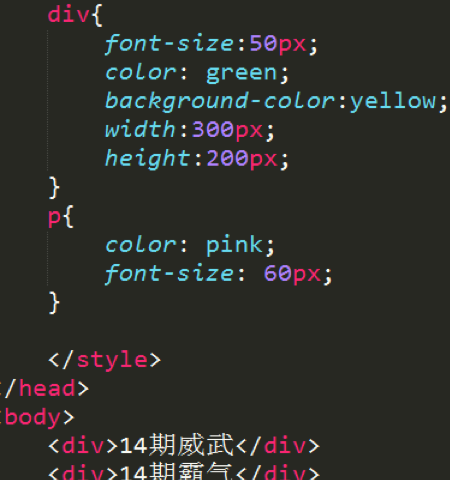 div{
font-size:50px;
color: green;
background-color:yellow;
width:300px;
height:200px;
}
p{
color: pink;
font-size: 60px;
}
</style>
</head>
<body>
<div>14期威武</div>
<div>14期霸气</div>